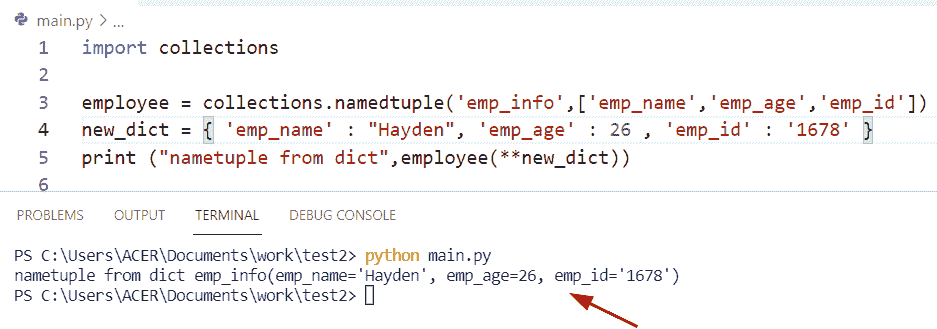 main.py > ...
1 import collections
2
3 employee = collections.namedtuple('emp_info',['emp_name','emp_age','emp_id'])
4 new_dict = { 'emp_name' : "Hayden", 'emp_age' : 26 , 'emp_id' : '1678' }
5 print ("nametuple from dict",employee(**new_dict))
6
PROBLEMS OUTPUT TERMINAL DEBUG CONSOLE
PS C:\Users\ACER\Documents\work\test2> python main.py
nametuple from dict emp_info(emp_name='Hayden', emp_age=26, emp_id='1678')
PS C:\Users\ACER\Documents\work\test2>